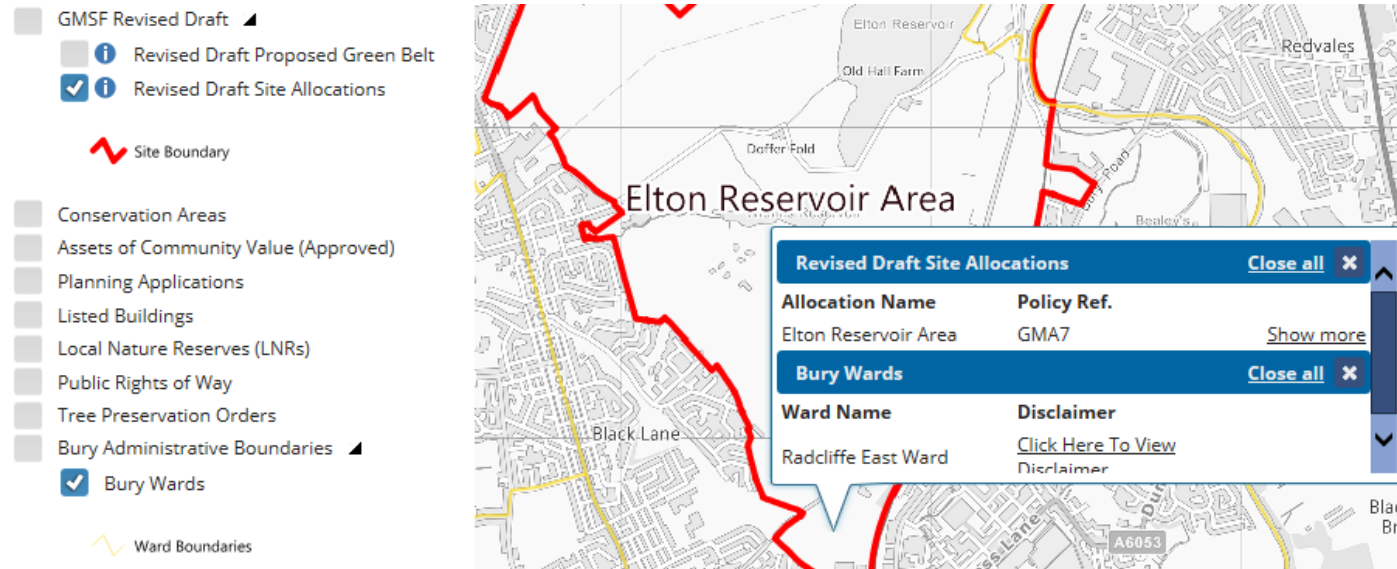 GMSF Revised Draft
Revised Draft Proposed Green Belt
Revised Draft Site Allocations
Site Boundary
Conservation Areas
Assets of Community Value (Approved)
Planning Applications
Listed Buildings
Local Nature Reserves (LNRs)
Public Rights of Way
Tree Preservation Orders
Bury Administrative Boundaries
Bury Wards
Ward Boundaries
Elton Reservoir
Redvales
Old Hall Farm
Doffer Fold
Road
Elton Reservoir Area
Reservoir
Bealey's
Black Lane
Revised Draft Site Allocations Close all
Allocation Name Policy Ref.
Elton Reservoir Area GMA7 Show more
Bury Wards Close all
Ward Name Disclaimer
Radcliffe East Ward Click Here To View
Disclaimer
Lane
A6053